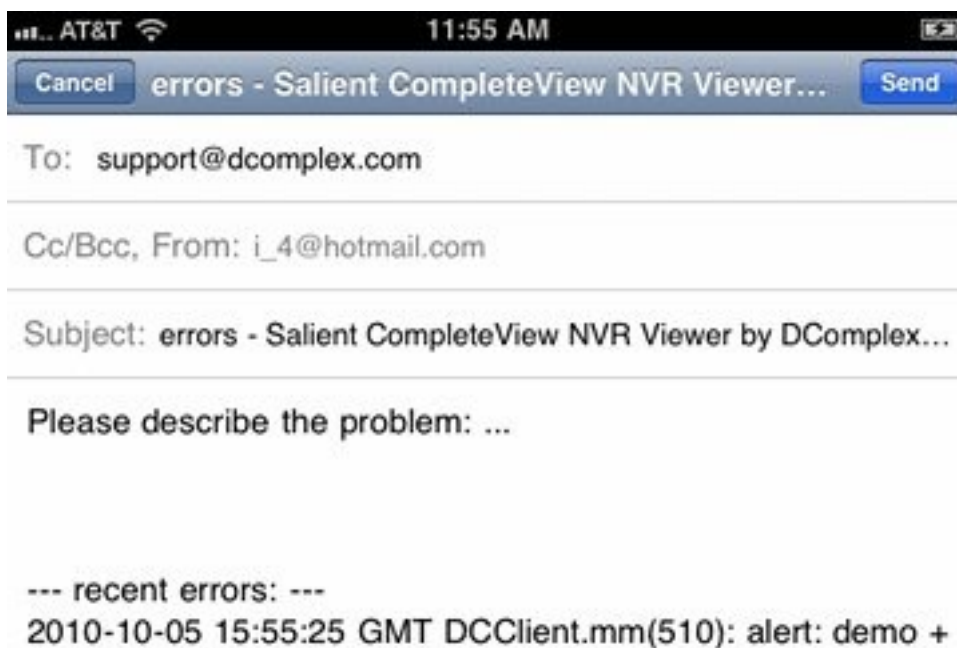 AT&T 11:55 AM
Cancel errors - Salient CompleteView NVR Viewer... Send
To: support@dcomplex.com
Cc/Bcc, From: i_4@hotmail.com
Subject: errors - Salient CompleteView NVR Viewer by DComplex...
Please describe the problem: ...
--- recent errors: ---
2010-10-05 15:55:25 GMT DCClient.mm(510): alert: demo +